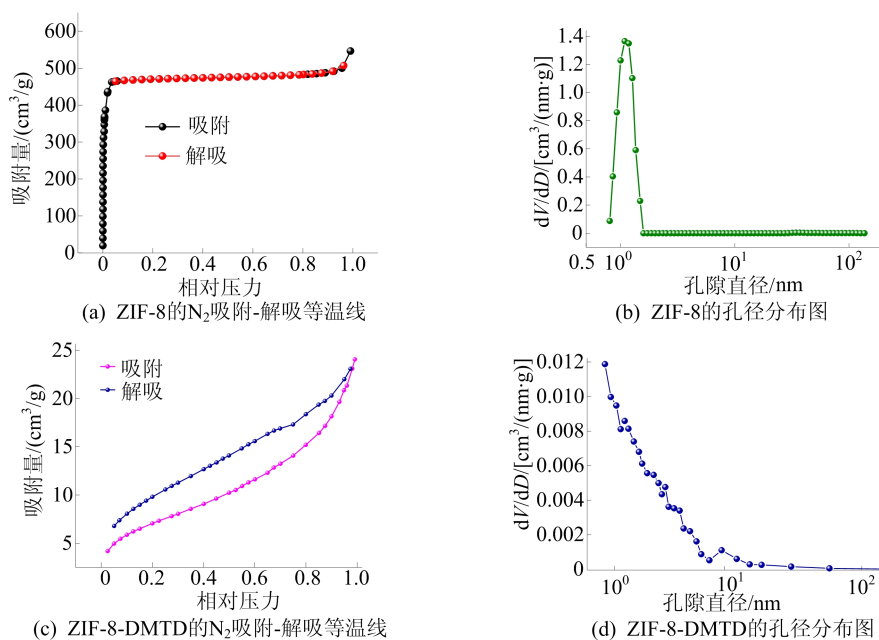 600
500
400
300
200
100
0
吸附量/(cm³/g)
吸附
解吸
0 0.2 0.4 0.6 0.8 1.0
相对压力
(a) ZIF-8的N₂吸附-解吸等温线
1.4
1.2
1.0
0.8
0.6
0.4
0.2
0
dV/dD/[cm³/(nm·g)]
0.5 10⁰ 10¹ 10²
孔隙直径/nm
(b) ZIF-8的孔径分布图
25
20
15
10
5
吸附量/(cm³/g)
吸附
解吸
0 0.2 0.4 0.6 0.8 1.0
相对压力
(c) ZIF-8-DMTD的N₂吸附-解吸等温线
0.012
0.010
0.008
0.006
0.004
0.002
0
dV/dD/[cm³/(nm·g)]
10⁰ 10¹ 10²
孔隙直径/nm
(d) ZIF-8-DMTD的孔径分布图